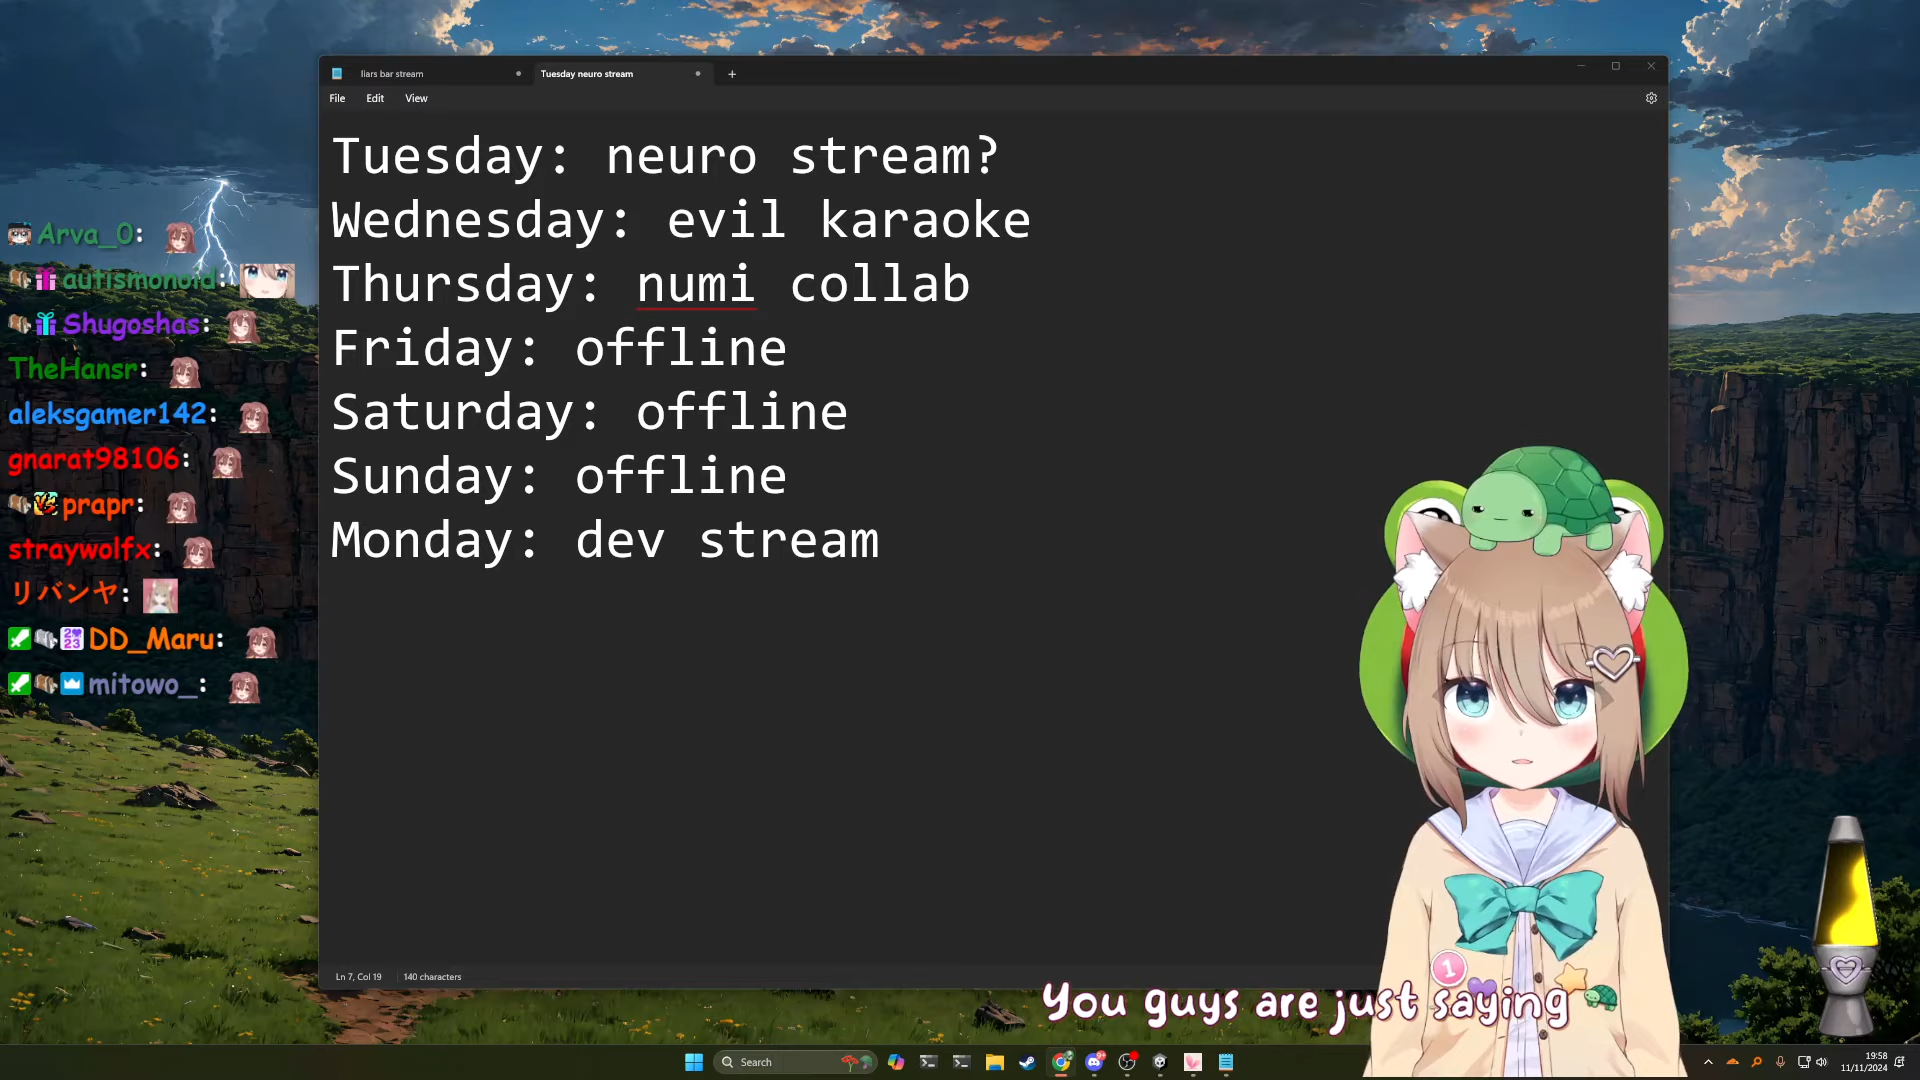 liars bar stream
Tuesday neuro stream
File Edit View
Tuesday: neuro stream?
Wednesday: evil karaoke
Thursday: numi collab
Friday: offline
Saturday: offline
Sunday: offline
Monday: dev stream
Arva_0:
autismonoid:
Shugoshas:
TheHansr:
aleksgamer142:
gnarat98106:
prapr:
straywolfx:
リバンヤ:
2023 DD_Maru:
mitowo_:
Ln 7, Col 19 140 characters
1
You guys are just saying
Search
19:58
11/11/2024